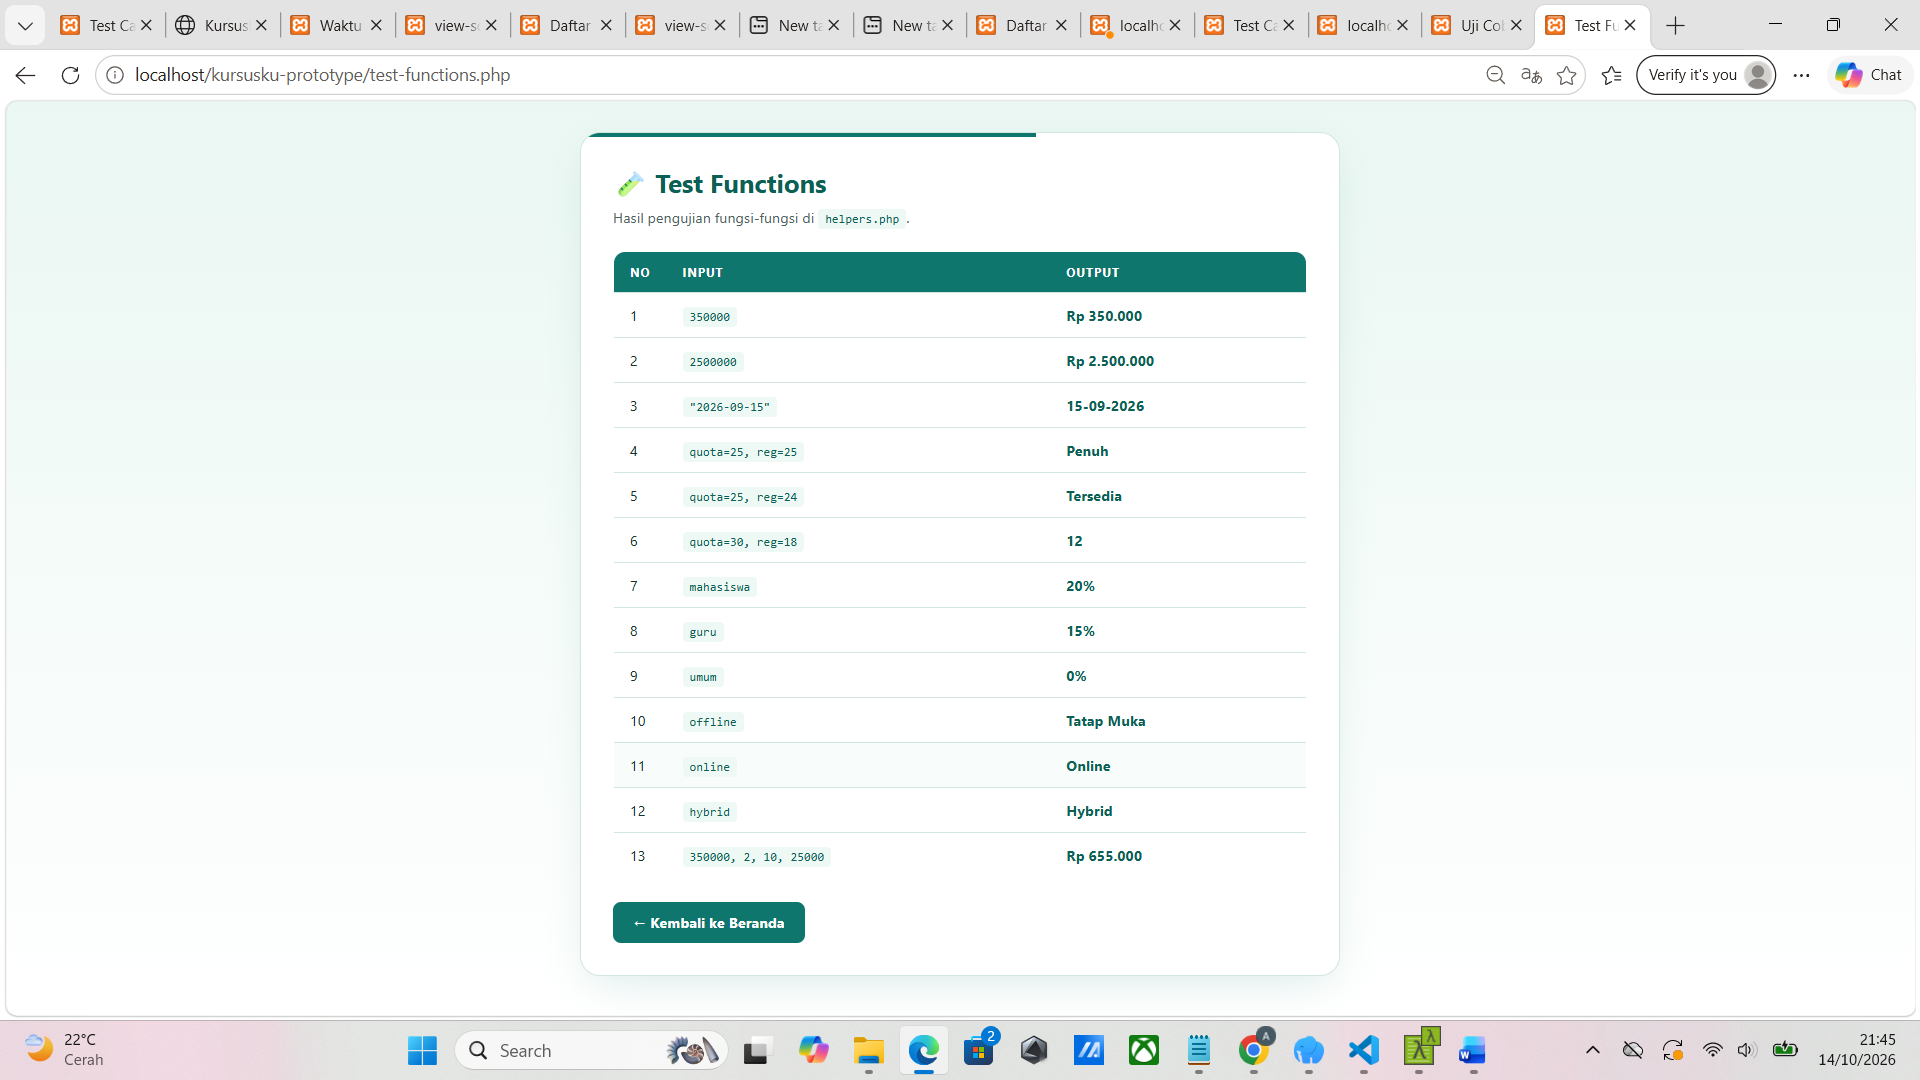 Test Ca
Kursus
Waktu
view-so
Daftar
view-so
New ta
New ta
Daftar
localho
Test Ca
localho
Uji Cob
Test Fu
localhost/kursusku-prototype/test-functions.php
Verify it's you
Chat
Test Functions
Hasil pengujian fungsi-fungsi di helpers.php .
NO INPUT OUTPUT
1 350000 Rp 350.000
2 2500000 Rp 2.500.000
3 "2026-09-15" 15-09-2026
4 quota=25, reg=25 Penuh
5 quota=25, reg=24 Tersedia
6 quota=30, reg=18 12
7 mahasiswa 20%
8 guru 15%
9 umum 0%
10 offline Tatap Muka
11 online Online
12 hybrid Hybrid
13 350000, 2, 10, 25000 Rp 655.000
← Kembali ke Beranda
22°C
Cerah
Search
2
A
21:45
14/10/2026